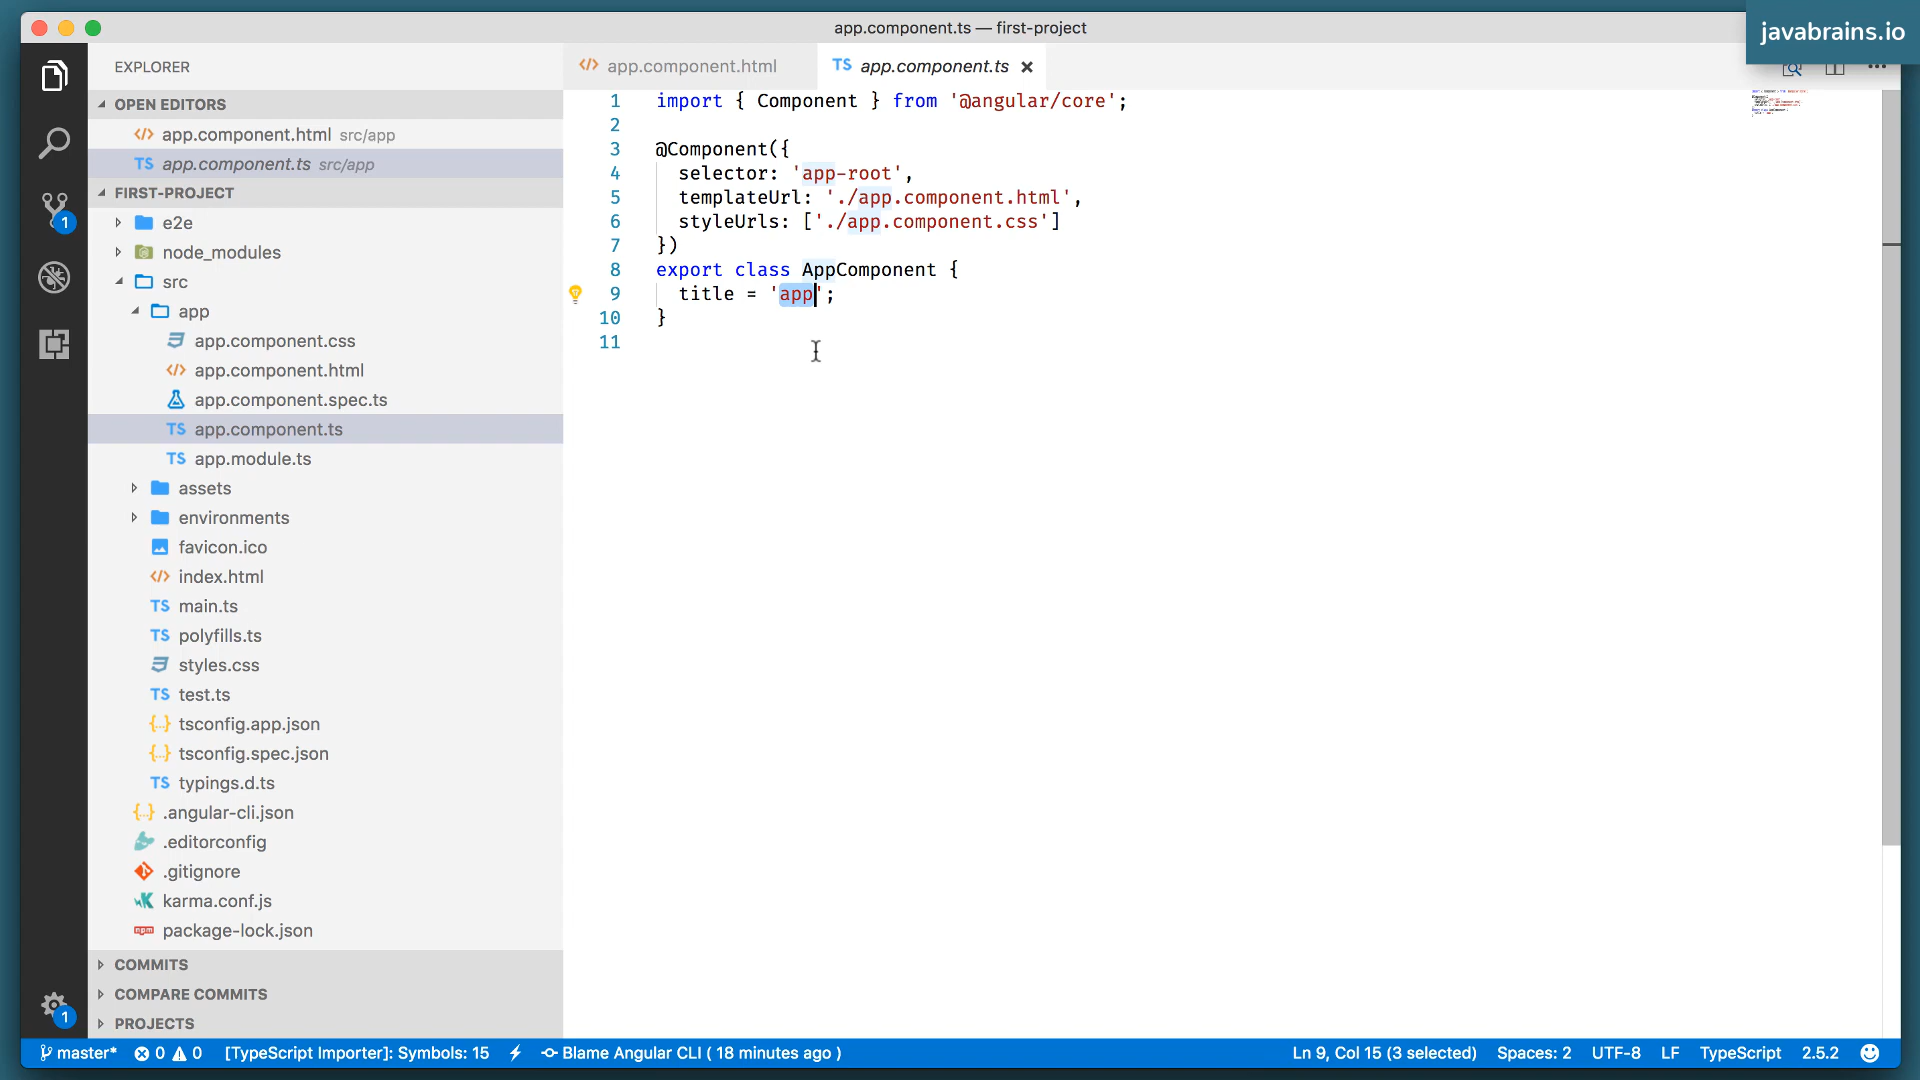 app.component.ts — first-project
javabrains.io
EXPLORER
app.component.html
TS app.component.ts
OPEN EDITORS
app.component.html src/app
TS app.component.ts src/app
FIRST-PROJECT
e2e
node_modules
src
app
app.component.css
app.component.html
app.component.spec.ts
TS app.component.ts
TS app.module.ts
assets
environments
favicon.ico
index.html
TS main.ts
TS polyfills.ts
styles.css
TS test.ts
{..} tsconfig.app.json
{..} tsconfig.spec.json
TS typings.d.ts
{..} .angular-cli.json
.editorconfig
.gitignore
karma.conf.js
npm package-lock.json
COMMITS
COMPARE COMMITS
PROJECTS
1
1
1 import { Component } from '@angular/core';
2
3 @Component({
4 selector: 'app-root',
5 templateUrl: './app.component.html',
6 styleUrls: ['./app.component.css']
7 })
8 export class AppComponent {
9 title = 'app';
10 }
11
master* 0 0 [TypeScript Importer]: Symbols: 15 Blame Angular CLI ( 18 minutes ago ) Ln 9, Col 15 (3 selected) Spaces: 2 UTF-8 LF TypeScript 2.5.2